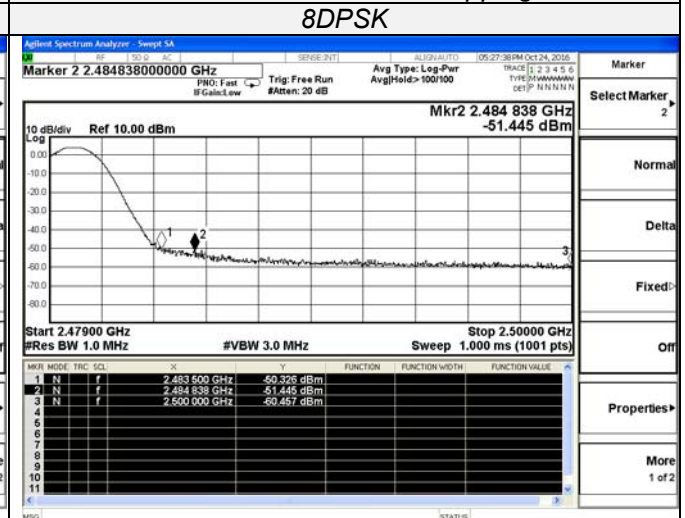 8DPSK
Agilent Spectrum Analyzer - Swept SA
RF 50 Ω AC SENSE:INT ALIGNAUTO 05:27:38 PM Oct 24, 2016
Marker 2 2.484838000000 GHz
PNO: Fast
IFGain:Low
Trig: Free Run
#Atten: 20 dB
Avg Type: Log-Pwr
Avg|Hold:>100/100
TRACE 1 2 3 4 5 6
TYPE MWWWWW
DET P N N N N N
Marker
Select Marker
2
Normal
Delta
Fixed
Off
Properties
More
1 of 2
Mkr2 2.484 838 GHz
-51.445 dBm
10 dB/div Ref 10.00 dBm
Log
0.00
-10.0
-20.0
-30.0
-40.0
-50.0
-60.0
-70.0
-80.0
1
2
3
Start 2.47900 GHz Stop 2.50000 GHz
#Res BW 1.0 MHz #VBW 3.0 MHz Sweep 1.000 ms (1001 pts)
MKR MODE TRC SCL X Y FUNCTION FUNCTION WIDTH FUNCTION VALUE
1 N f 2.483 500 GHz -50.326 dBm
2 N f 2.484 838 GHz -51.445 dBm
3 N f 2.500 000 GHz -60.457 dBm
4
5
6
7
8
9
10
11
MSG STATUS